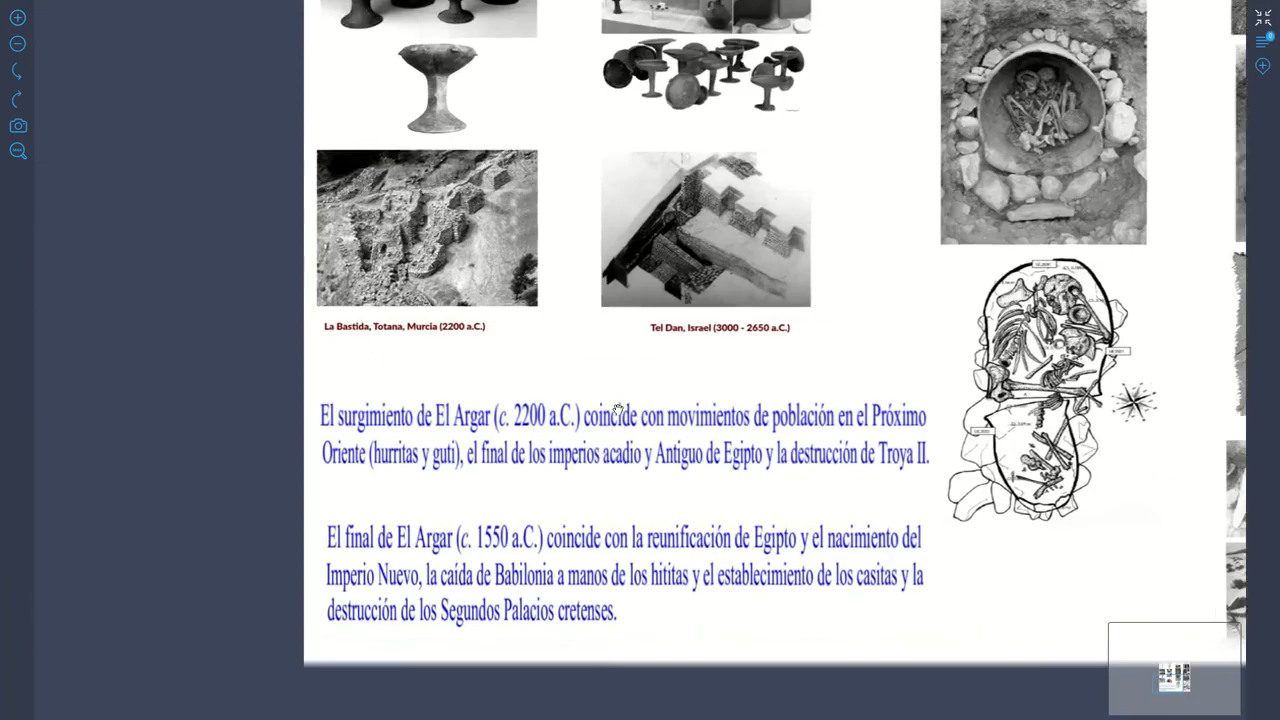 La Bastida, Totana, Murcia (2200 a.C.)
Tel Dan, Israel (3000 - 2650 a.C.)
El surgimiento de El Argar (c. 2200 a.C.) coincide con movimientos de población en el Próximo
Oriente (hurritas y guti), el final de los imperios acadio y Antiguo de Egipto y la destrucción de Troya II.
El final de El Argar (c. 1550 a.C.) coincide con la reunificación de Egipto y el nacimiento del
Imperio Nuevo, la caída de Babilonia a manos de los hititas y el establecimiento de los casitas y la
destrucción de los Segundos Palacios cretenses.